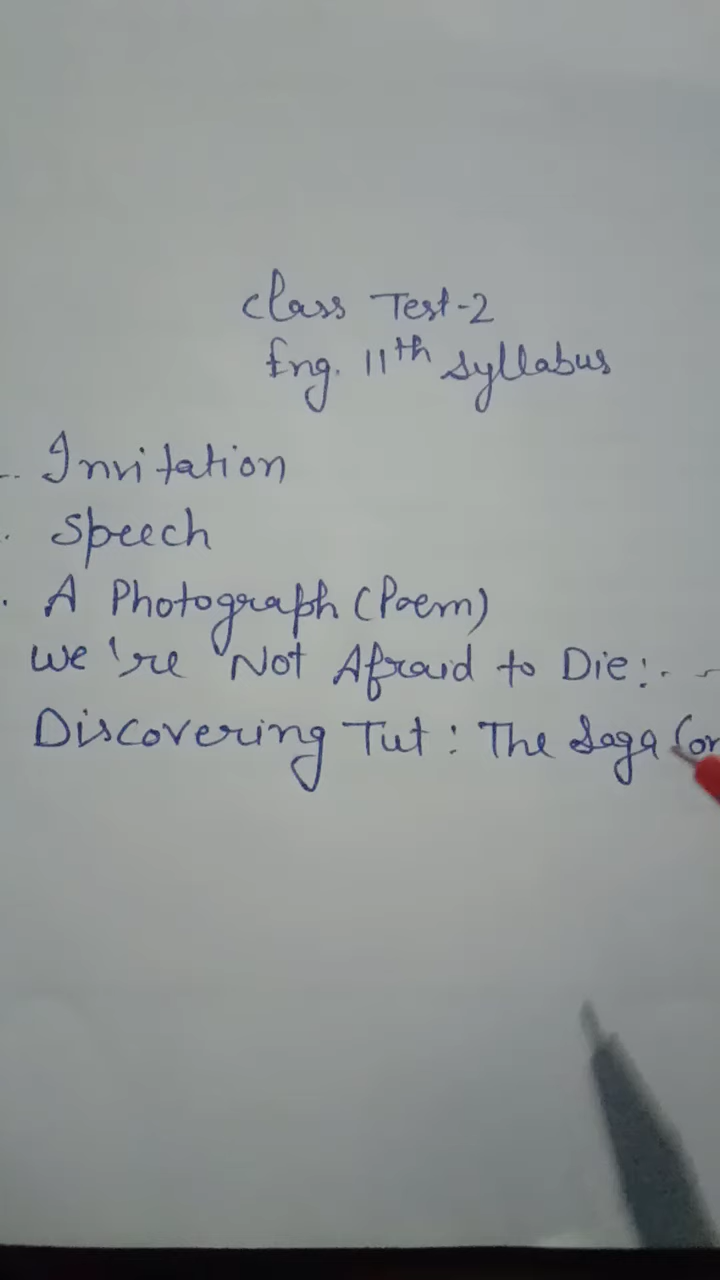 Class Test-2
Eng. 11th Syllabus
Invitation
Speech
A Photograph (Poem)
We're Not Afraid to Die:-
Discovering Tut : The Saga